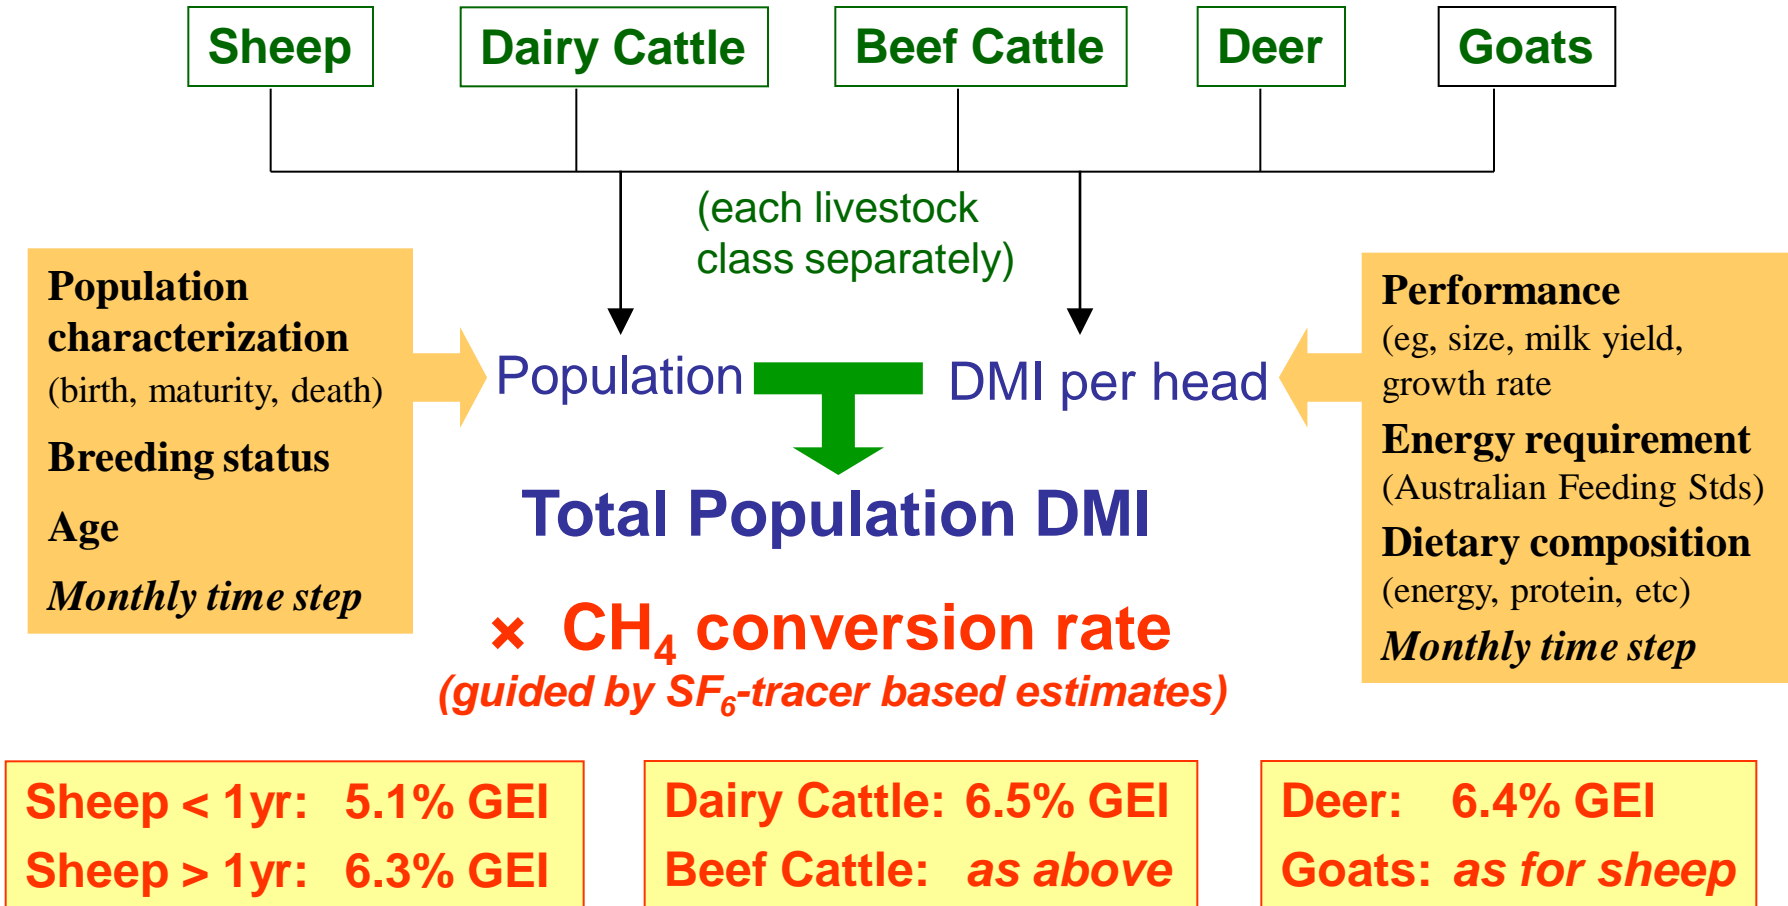 Sheep
Dairy Cattle
Beef Cattle
Deer
Goats
(each livestock
class separately)
Population
characterization
(birth, maturity, death)
Breeding status
Age
Monthly time step
Population
DMI per head
Performance
(eg, size, milk yield,
growth rate
Energy requirement
(Australian Feeding Stds)
Dietary composition
(energy, protein, etc)
Monthly time step
Total Population DMI
× CH₄ conversion rate
(guided by SF₆-tracer based estimates)
Sheep < 1yr: 5.1% GEI
Sheep > 1yr: 6.3% GEI
Dairy Cattle: 6.5% GEI
Beef Cattle: as above
Deer: 6.4% GEI
Goats: as for sheep